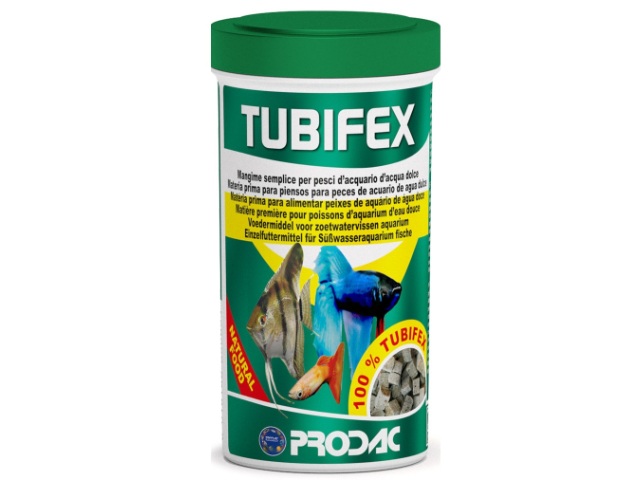 TUBIFEX
Mangime semplice per pesci d'acquario d'acqua dolce
Materia prima para piensos para peces de acuario de agua dulce
Matéria prima para alimentar peixes de aquário de água doce
Matière première pour poissons d'aquarium d'eau douce
Voedermiddel voor zoetwatervissen aquarium
Einzelfuttermittel für Süßwasseraquarium fische
NATURAL
FOOD
100 % TUBIFEX
PRODAC